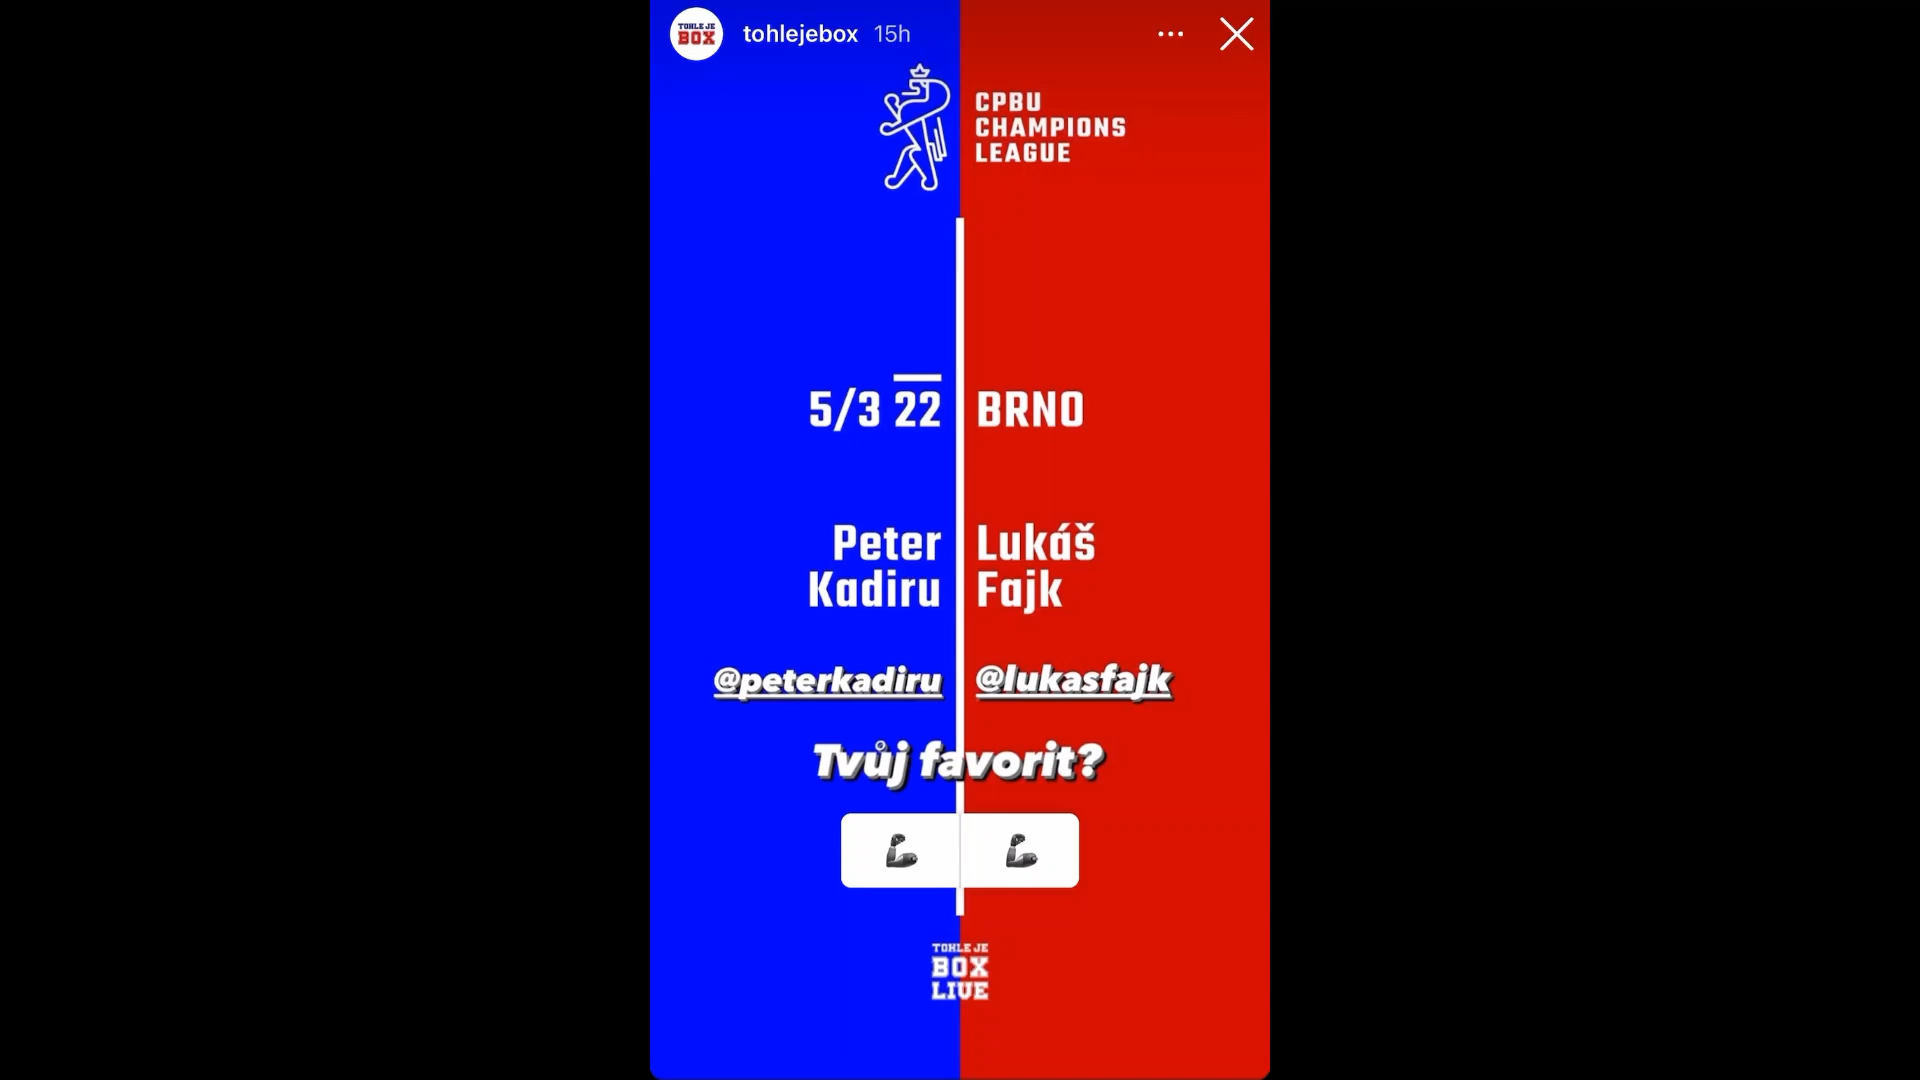 TOHLE JE
BOX
tohlejebox 15h
CPBU
CHAMPIONS
LEAGUE
5/3 22
BRNO
Peter
Kadiru
Lukáš
Fajk
@peterkadiru
@lukasfajk
Tvůj favorit?
TOHLE JE
BOX
LIVE